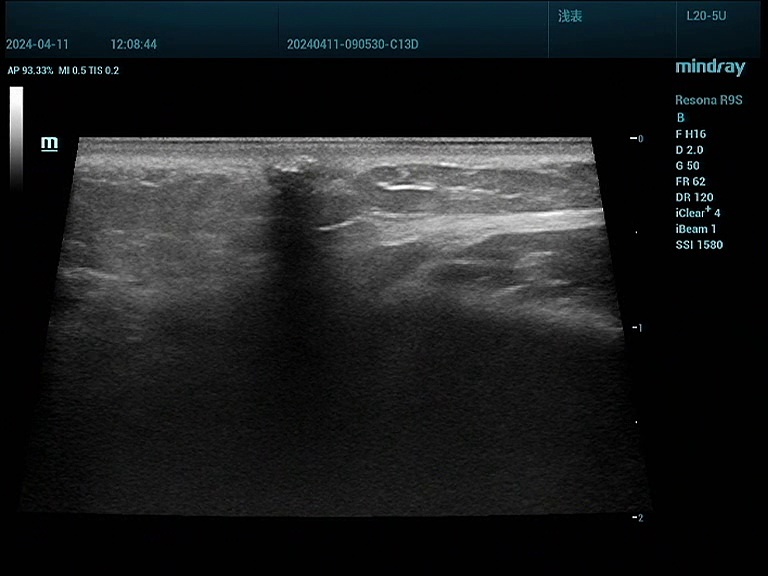 浅表 L20-5U
2024-04-11 12:08:44 20240411-090530-C13D
AP 93.33% MI 0.5 TIS 0.2
mindray
m
Resona R9S
B
F H16
D 2.0
G 50
FR 62
DR 120
iClear+ 4
iBeam 1
SSI 1580
0
1
2